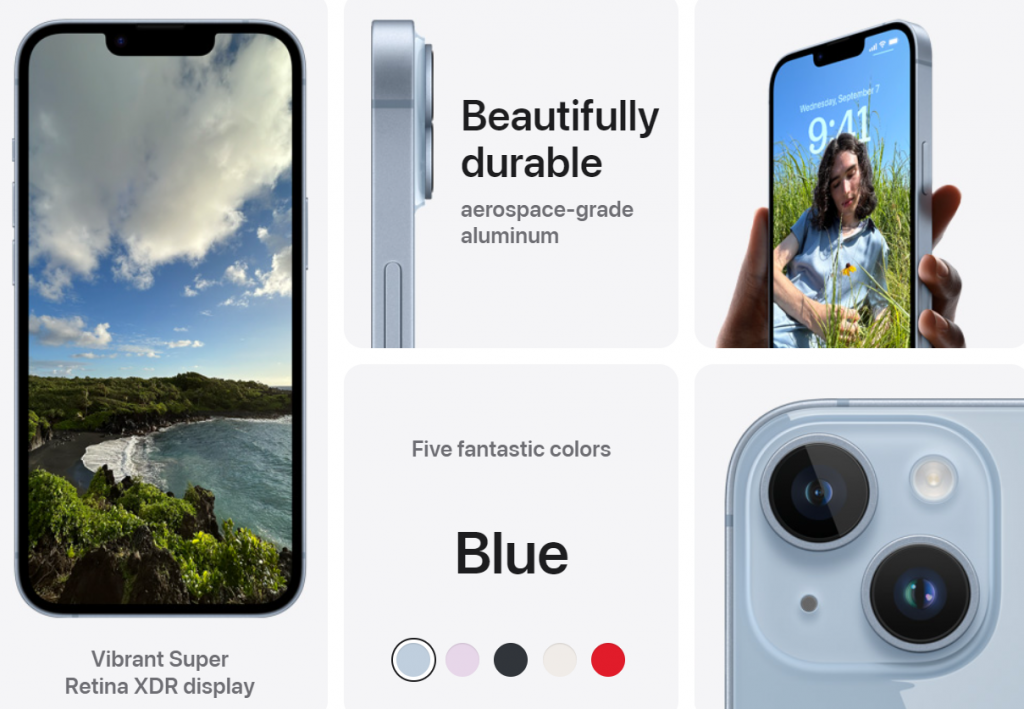 Vibrant Super
Retina XDR display
Beautifully
durable
aerospace-grade
aluminum
Wednesday, September 7
9:41
Five fantastic colors
Blue